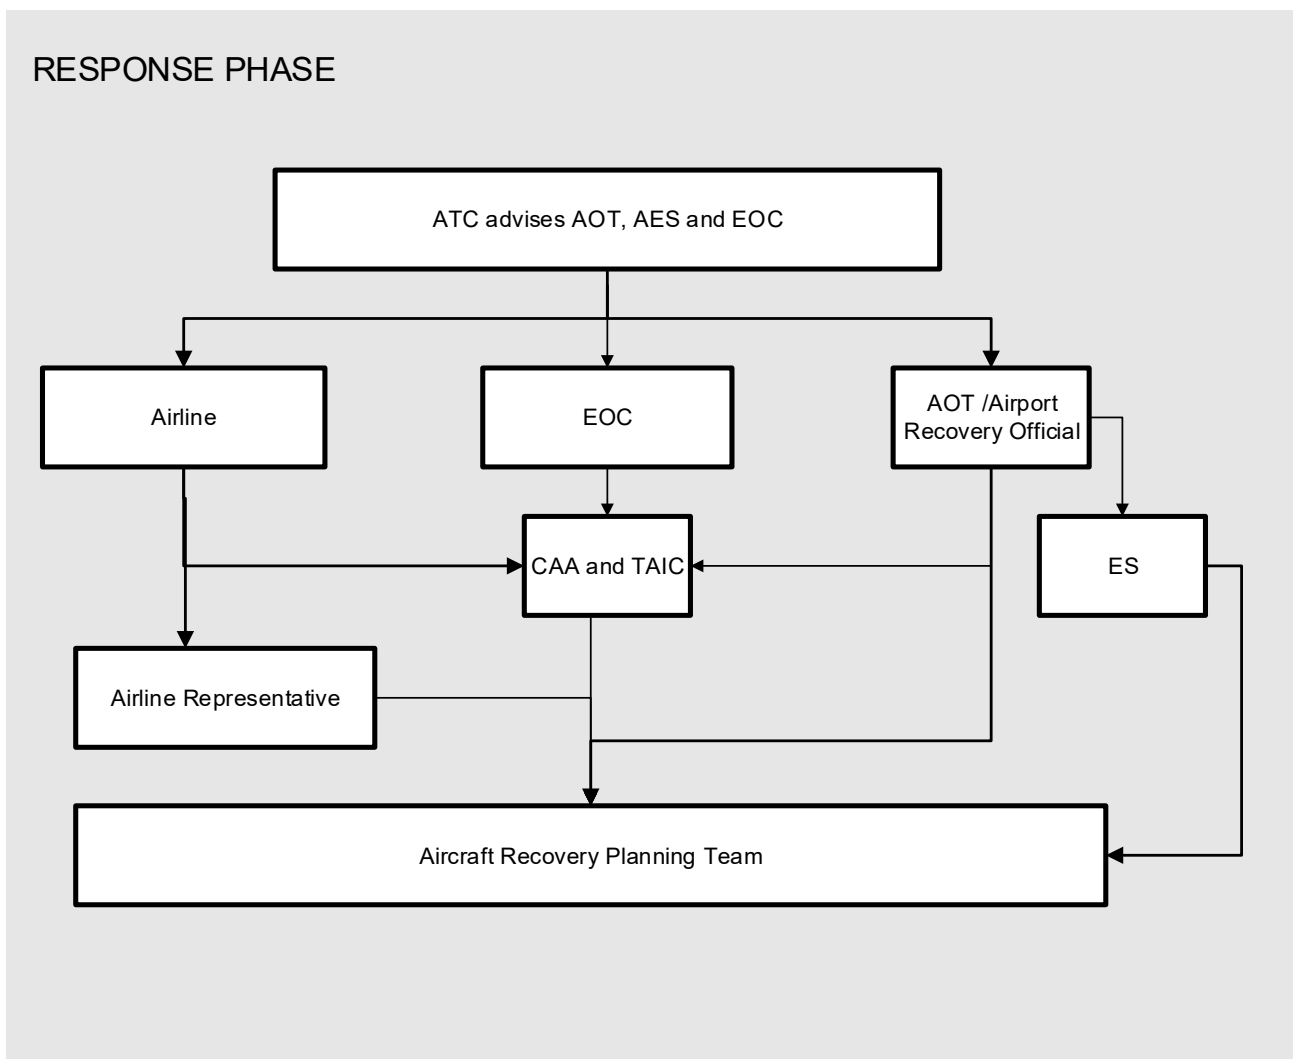 RESPONSE PHASE
ATC advises AOT, AES and EOC
Airline
EOC
AOT /Airport
Recovery Official
CAA and TAIC
ES
Airline Representative
Aircraft Recovery Planning Team